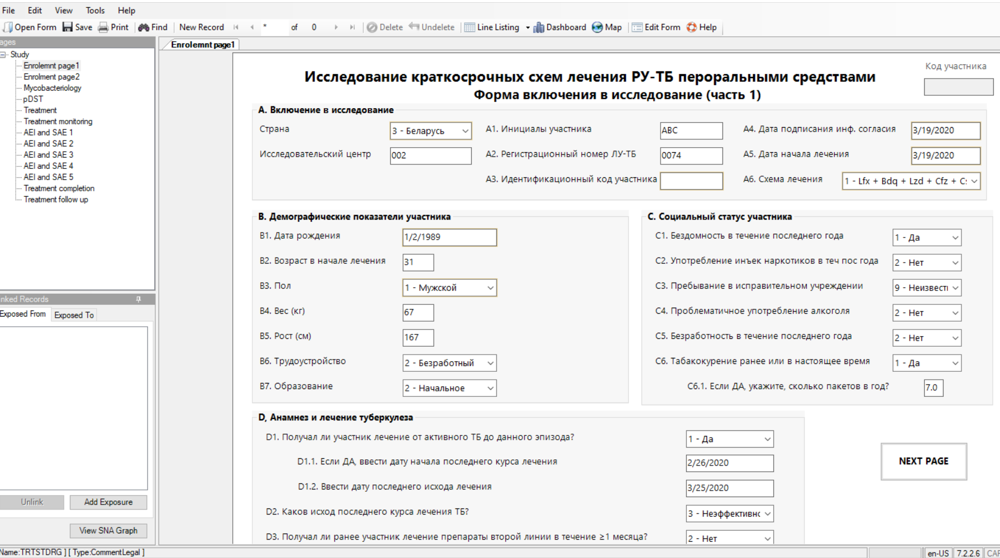 File Edit View Tools Help
Open Form Save Print Find New Record * of 0 Delete Undelete Line Listing Dashboard Map Edit Form Help
ages
Enrolemnt page1
Study
Enrolemnt page1
Enrolment page2
Mycobacteriology
pDST
Treatment
Treatment monitoring
AEI and SAE 1
AEI and SAE 2
AEI and SAE 3
AEI and SAE 4
AEI and SAE 5
Treatment completion
Treatment follow up
inked Records
Exposed From Exposed To
Unlink Add Exposure
View SNA Graph
Код участника
Исследование краткосрочных схем лечения РУ-ТБ пероральными средствами
Форма включения в исследование (часть 1)
A. Включение в исследование
Страна 3 - Беларусь A1. Инициалы участника ABC A4. Дата подписания инф. согласия 3/19/2020
Исследовательский центр 002 A2. Регистрационный номер ЛУ-ТБ 0074 A5. Дата начала лечения 3/19/2020
A3. Идентификационный код участника A6. Схема лечения 1 - Lfx + Bdq + Lzd + Cfz + C
B. Демографические показатели участника
B1. Дата рождения 1/2/1989
B2. Возраст в начале лечения 31
B3. Пол 1 - Мужской
B4. Вес (кг) 67
B5. Рост (см) 167
B6. Трудоустройство 2 - Безработный
B7. Образование 2 - Начальное
C. Социальный статус участника
C1. Бездомность в течение последнего года 1 - Да
C2. Употребление инъек наркотиков в теч пос года 2 - Нет
C3. Пребывание в исправительном учреждении 9 - Неизвест
C4. Проблематичное употребление алкоголя 2 - Нет
C5. Безработность в течение последнего года 2 - Нет
C6. Табакокурение ранее или в настоящее время 1 - Да
C6.1. Если ДА, укажите, сколько пакетов в год? 7.0
D, Анамнез и лечение туберкулеза
D1. Получал ли участник лечение от активного ТБ до данного эпизода? 1 - Да
D1.1. Если ДА, ввести дату начала последнего курса лечения 2/26/2020
D1.2. Ввести дату последнего исхода лечения 3/25/2020
D2. Каков исход последнего курса лечения ТБ? 3 - Неэффективно
D3. Получал ли ранее участник лечение препараты второй линии в течение ≥1 месяца? 2 - Нет
NEXT PAGE
Name:TRTSTDRG ] [ Type:CommentLegal ] en-US 7.2.2.6 CAP